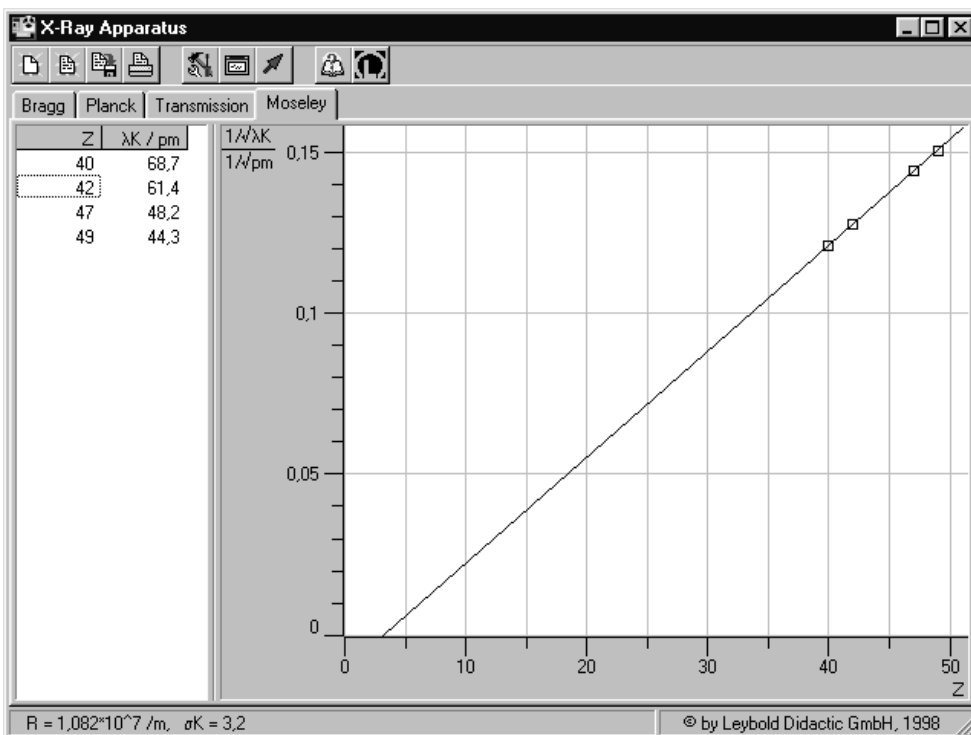 X-Ray Apparatus
Bragg Planck Transmission Moseley
Z λK / pm
40 68,7
42 61,4
47 48,2
49 44,3
1/√λK
1/√pm
0,15
0,1
0,05
0
0 10 20 30 40 50
Z
R = 1,082*10^7 /m, σK = 3,2
© by Leybold Didactic GmbH, 1998